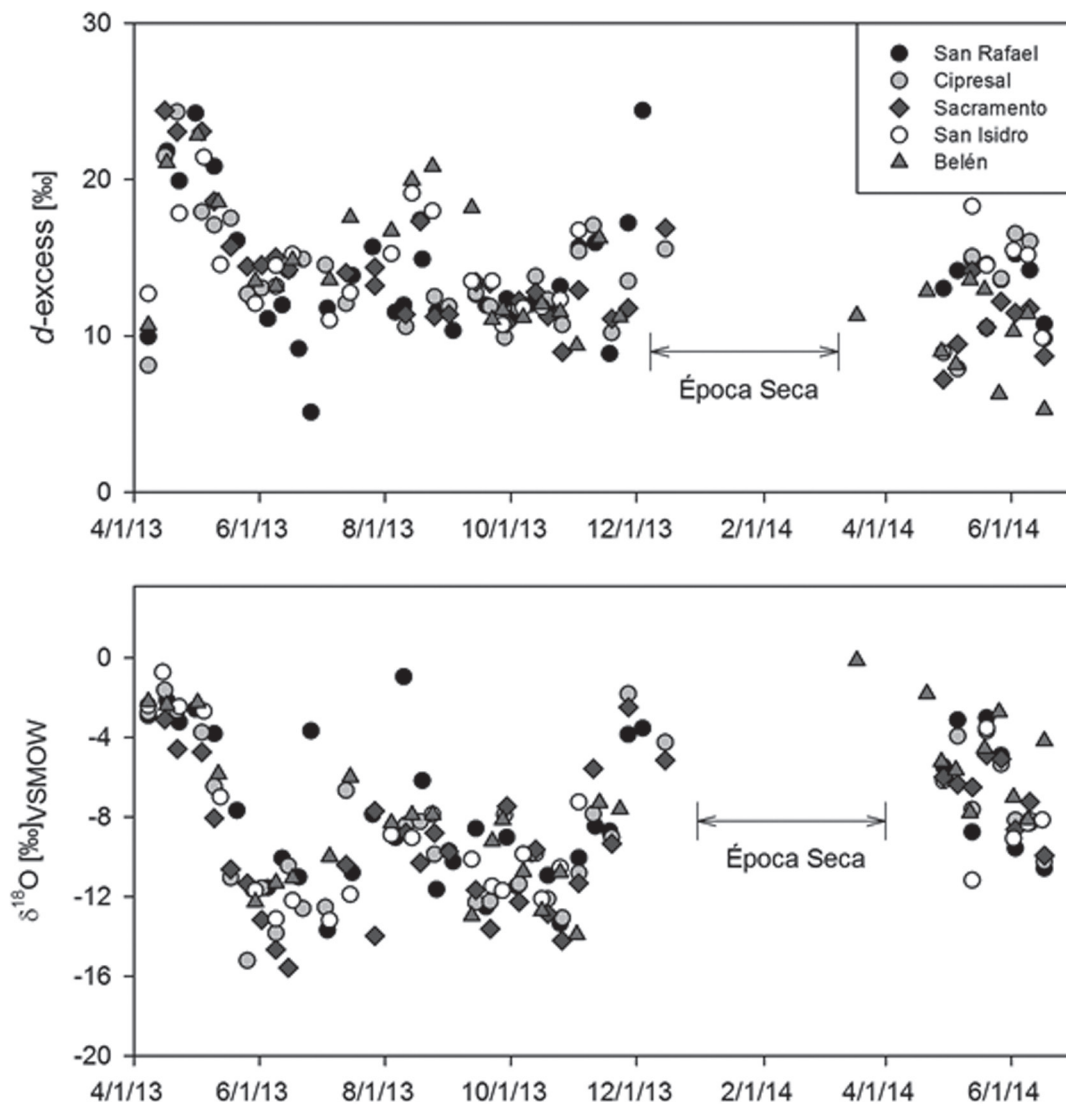 30
20
10
0
d-excess [‰]
San Rafael
Cipresal
Sacramento
San Isidro
Belén
Época Seca
4/1/13 6/1/13 8/1/13 10/1/13 12/1/13 2/1/14 4/1/14 6/1/14
0
-4
-8
-12
-16
-20
δ¹⁸O [‰]VSMOW
Época Seca
4/1/13 6/1/13 8/1/13 10/1/13 12/1/13 2/1/14 4/1/14 6/1/14